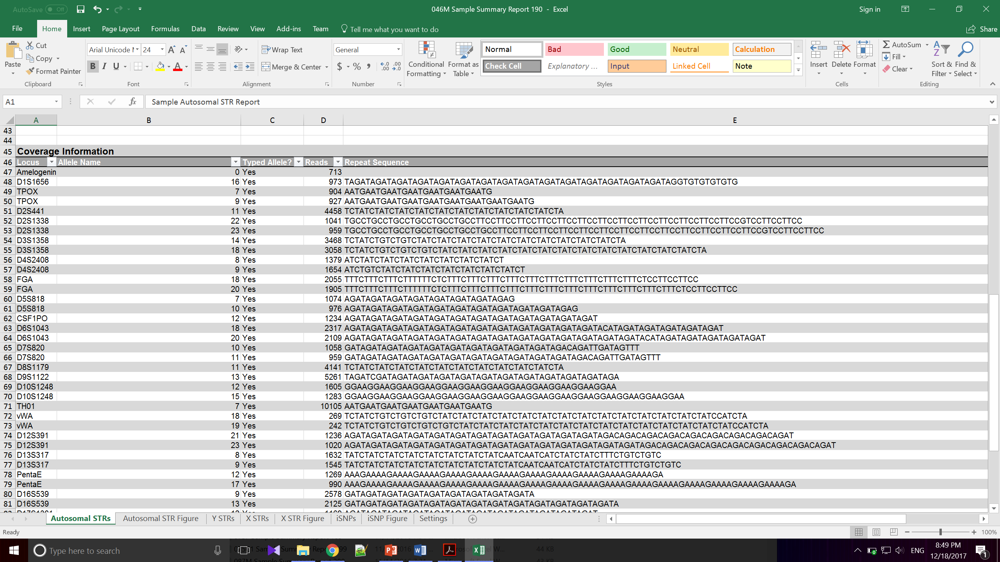 AutoSave Off 046M Sample Summary Report 190 - Excel Sign in
File Home Insert Page Layout Formulas Data Review View Add-ins Team Tell me what you want to do Share
Paste Cut Copy Format Painter Clipboard
Arial Unicode 24 B I U Font
Wrap Text Merge & Center Alignment
General $ % Number
Conditional Formatting Format as Table
Normal Bad Good Neutral Calculation
Check Cell Explanatory ... Input Linked Cell Note
Styles
Insert Delete Format Cells
AutoSum Fill Clear Sort & Filter Find & Select Editing
A1 fx Sample Autosomal STR Report
A B C D E
43
44
45 Coverage Information
46 Locus Allele Name Typed Allele? Reads Repeat Sequence
47 Amelogenin 0 Yes 713
48 D1S1656 16 Yes 973 TAGATAGATAGATAGATAGATAGATAGATAGATAGATAGATAGATAGATAGATAGATAGATAGGTGTGTGTGTG
49 TPOX 7 Yes 904 AATGAATGAATGAATGAATGAATGAATG
50 TPOX 9 Yes 927 AATGAATGAATGAATGAATGAATGAATGAATGAATG
51 D2S441 11 Yes 4458 TCTATCTATCTATCTATCTATCTATCTATCTATCTATCTATCTA
52 D2S1338 22 Yes 1041 TGCCTGCCTGCCTGCCTGCCTGCCTTCCTTCCTTCCTTCCTTCCTTCCTTCCTTCCTTCCTTCCTTCCTTCCGTCCTTCCTTCC
53 D2S1338 23 Yes 959 TGCCTGCCTGCCTGCCTGCCTGCCTGCCTTCCTTCCTTCCTTCCTTCCTTCCTTCCTTCCTTCCTTCCTTCCTTCCGTCCTTCCTTCC
54 D3S1358 14 Yes 3468 TCTATCTGTCTGTCTATCTATCTATCTATCTATCTATCTATCTATCTATCTATCTA
55 D3S1358 18 Yes 3058 TCTATCTGTCTGTCTGTCTATCTATCTATCTATCTATCTATCTATCTATCTATCTATCTATCTATCTATCTA
56 D4S2408 8 Yes 1379 ATCTATCTATCTATCTATCTATCTATCTATCT
57 D4S2408 9 Yes 1654 ATCTGTCTATCTATCTATCTATCTATCTATCTATCT
58 FGA 18 Yes 2055 TTTCTTTCTTTCTTTTTTCTCTTTCTTTCTTTCTTTCTTTCTTTCTTTCTTTCTTTCTTTCTCCTTCCTTCC
59 FGA 20 Yes 1905 TTTCTTTCTTTCTTTTTTCTCTTTCTTTCTTTCTTTCTTTCTTTCTTTCTTTCTTTCTTTCTTTCTTTCTCCTTCCTTCC
60 D5S818 7 Yes 1074 AGATAGATAGATAGATAGATAGATAGATAGAG
61 D5S818 10 Yes 976 AGATAGATAGATAGATAGATAGATAGATAGATAGATAGATAGAG
62 CSF1PO 12 Yes 1234 AGATAGATAGATAGATAGATAGATAGATAGATAGATAGATAGATAGAT
63 D6S1043 18 Yes 2317 AGATAGATAGATAGATAGATAGATAGATAGATAGATAGATAGATAGATACATAGATAGATAGATAGATAGAT
64 D6S1043 20 Yes 2109 AGATAGATAGATAGATAGATAGATAGATAGATAGATAGATAGATAGATAGATAGATACATAGATAGATAGATAGATAGAT
65 D7S820 10 Yes 1058 GATAGATAGATAGATAGATAGATAGATAGATAGATAGATAGACAGATTGATAGTTT
66 D7S820 11 Yes 959 GATAGATAGATAGATAGATAGATAGATAGATAGATAGATAGATAGACAGATTGATAGTTT
67 D8S1179 11 Yes 4141 TCTATCTATCTATCTATCTATCTATCTATCTATCTATCTATCTA
68 D9S1122 13 Yes 5261 TAGATCGATAGATAGATAGATAGATAGATAGATAGATAGATAGATAGATAGA
69 D10S1248 12 Yes 1605 GGAAGGAAGGAAGGAAGGAAGGAAGGAAGGAAGGAAGGAAGGAAGGAA
70 D10S1248 15 Yes 1283 GGAAGGAAGGAAGGAAGGAAGGAAGGAAGGAAGGAAGGAAGGAAGGAAGGAAGGAAGGAA
71 TH01 7 Yes 10105 AATGAATGAATGAATGAATGAATGAATG
72 vWA 18 Yes 269 TCTATCTGTCTGTCTGTCTATCTATCTATCTATCTATCTATCTATCTATCTATCTATCTATCTATCTATCCATCTA
73 vWA 19 Yes 242 TCTATCTGTCTGTCTGTCTGTCTATCTATCTATCTATCTATCTATCTATCTATCTATCTATCTATCTATCTATCCATCTA
74 D12S391 21 Yes 1236 AGATAGATAGATAGATAGATAGATAGATAGATAGATAGATAGATAGATAGACAGACAGACAGACAGACAGACAGACAGACAGAT
75 D12S391 23 Yes 1020 AGATAGATAGATAGATAGATAGATAGATAGATAGATAGATAGATAGATAGATAGATAGACAGACAGACAGACAGACAGACAGACAGACAGAT
76 D13S317 8 Yes 1632 TATCTATCTATCTATCTATCTATCTATCTATCAATCAATCATCTATCTATCTTTCTGTCTGTC
77 D13S317 9 Yes 1545 TATCTATCTATCTATCTATCTATCTATCTATCTATCAATCAATCATCTATCTATCTTTCTGTCTGTC
78 PentaE 12 Yes 1269 AAAGAAAAGAAAAGAAAAGAAAAGAAAAGAAAAGAAAAGAAAAGAAAAGAAAAGAAAAGA
79 PentaE 17 Yes 990 AAAGAAAAGAAAAGAAAAGAAAAGAAAAGAAAAGAAAAGAAAAGAAAAGAAAAGAAAAGAAAAGAAAAGAAAAGAAAAGAAAAGA
80 D16S539 9 Yes 2578 GATAGATAGATAGATAGATAGATAGATAGATAGATA
81 D16S539 13 Yes 2125 GATAGATAGATAGATAGATAGATAGATAGATAGATAGATAGATAGATAGATA
Autosomal STRs Autosomal STR Figure Y STRs X STRs X STR Figure iSNPs iSNP Figure Settings
Ready 100%
Type here to search ENG 8:49 PM
12/18/2017 1